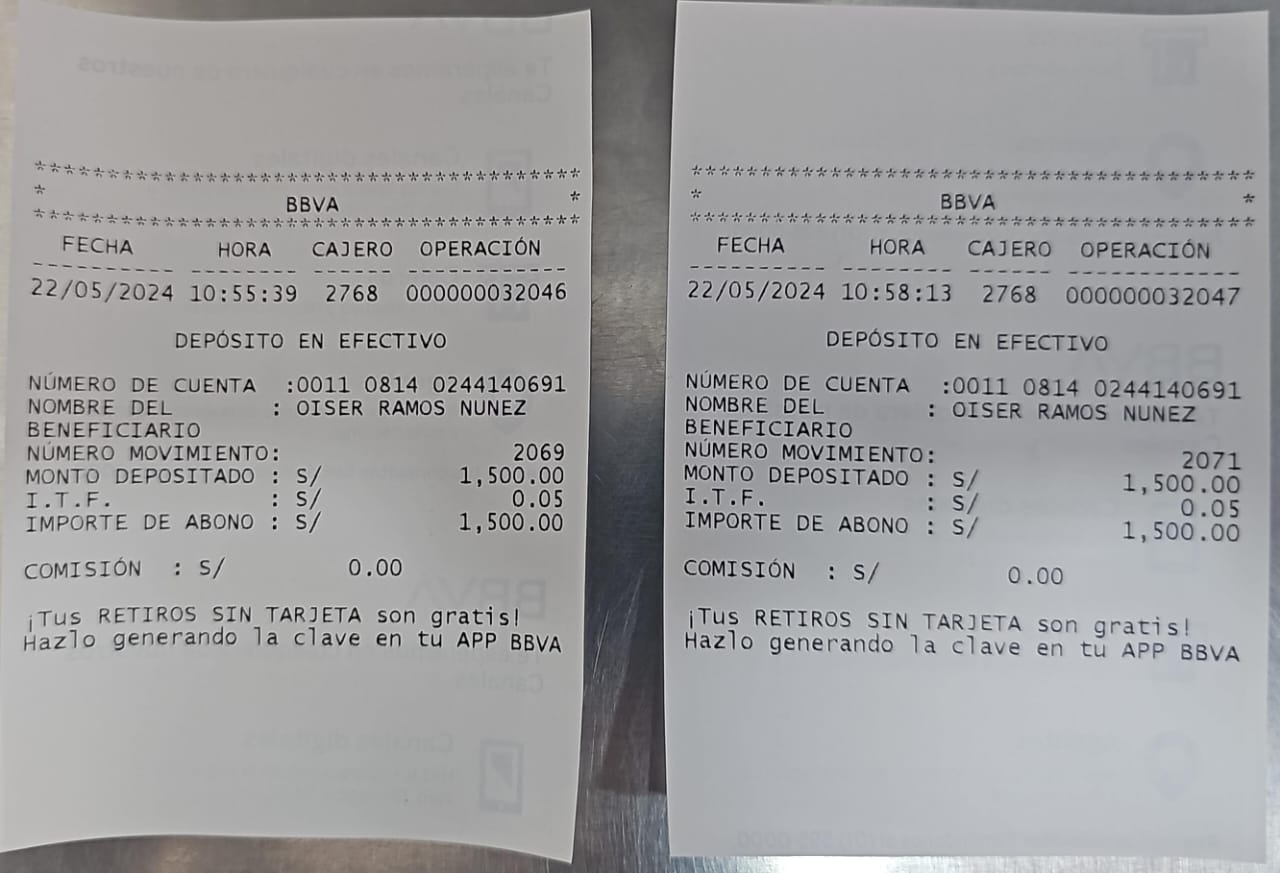 ***************************************
* BBVA *
***************************************
FECHA HORA CAJERO OPERACIÓN
---------- -------- ------ ------------
22/05/2024 10:55:39 2768 000000032046
DEPÓSITO EN EFECTIVO
NÚMERO DE CUENTA :0011 0814 0244140691
NOMBRE DEL : OISER RAMOS NUNEZ
BENEFICIARIO
NÚMERO MOVIMIENTO: 2069
MONTO DEPOSITADO : S/ 1,500.00
I.T.F. : S/ 0.05
IMPORTE DE ABONO : S/ 1,500.00
COMISIÓN : S/ 0.00
¡Tus RETIROS SIN TARJETA son gratis!
Hazlo generando la clave en tu APP BBVA
***************************************
* BBVA *
***************************************
FECHA HORA CAJERO OPERACIÓN
---------- -------- ------ ------------
22/05/2024 10:58:13 2768 000000032047
DEPÓSITO EN EFECTIVO
NÚMERO DE CUENTA :0011 0814 0244140691
NOMBRE DEL : OISER RAMOS NUNEZ
BENEFICIARIO
NÚMERO MOVIMIENTO: 2071
MONTO DEPOSITADO : S/ 1,500.00
I.T.F. : S/ 0.05
IMPORTE DE ABONO : S/ 1,500.00
COMISIÓN : S/ 0.00
¡Tus RETIROS SIN TARJETA son gratis!
Hazlo generando la clave en tu APP BBVA